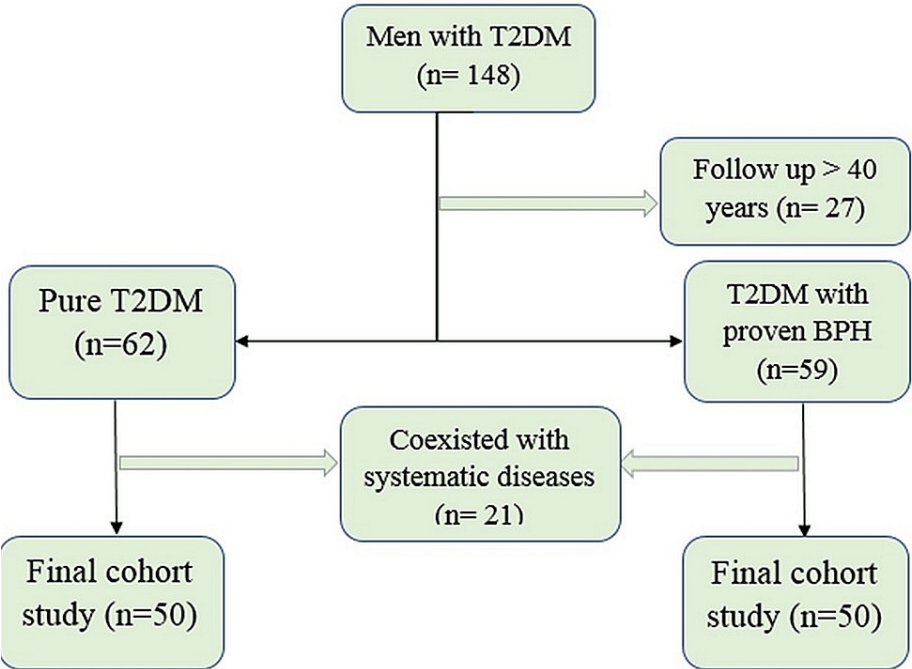 Men with T2DM
(n= 148)
Follow up > 40
years (n= 27)
Pure T2DM
(n=62)
T2DM with
proven BPH
(n=59)
Coexisted with
systematic diseases
(n= 21)
Final cohort
study (n=50)
Final cohort
study (n=50)